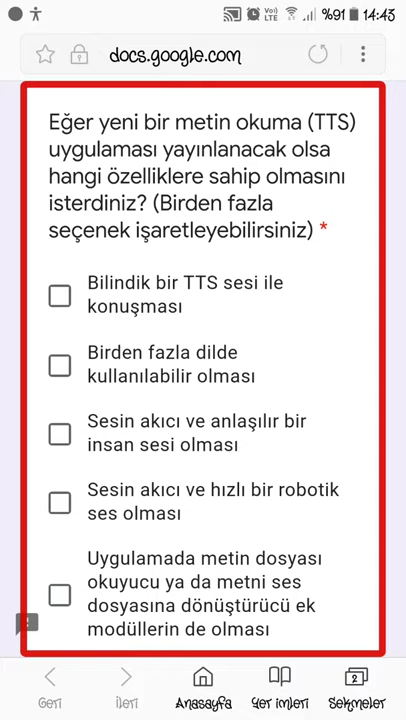 %91 14:43
docs.google.com
Eğer yeni bir metin okuma (TTS)
uygulaması yayınlanacak olsa
hangi özelliklere sahip olmasını
isterdiniz? (Birden fazla
seçenek işaretleyebilirsiniz) *
Bilindik bir TTS sesi ile
konuşması
Birden fazla dilde
kullanılabilir olması
Sesin akıcı ve anlaşılır bir
insan sesi olması
Sesin akıcı ve hızlı bir robotik
ses olması
Uygulamada metin dosyası
okuyucu ya da metni ses
dosyasına dönüştürücü ek
modüllerin de olması
2
Geri İleri Anasayfa Yer imleri Sekmeler